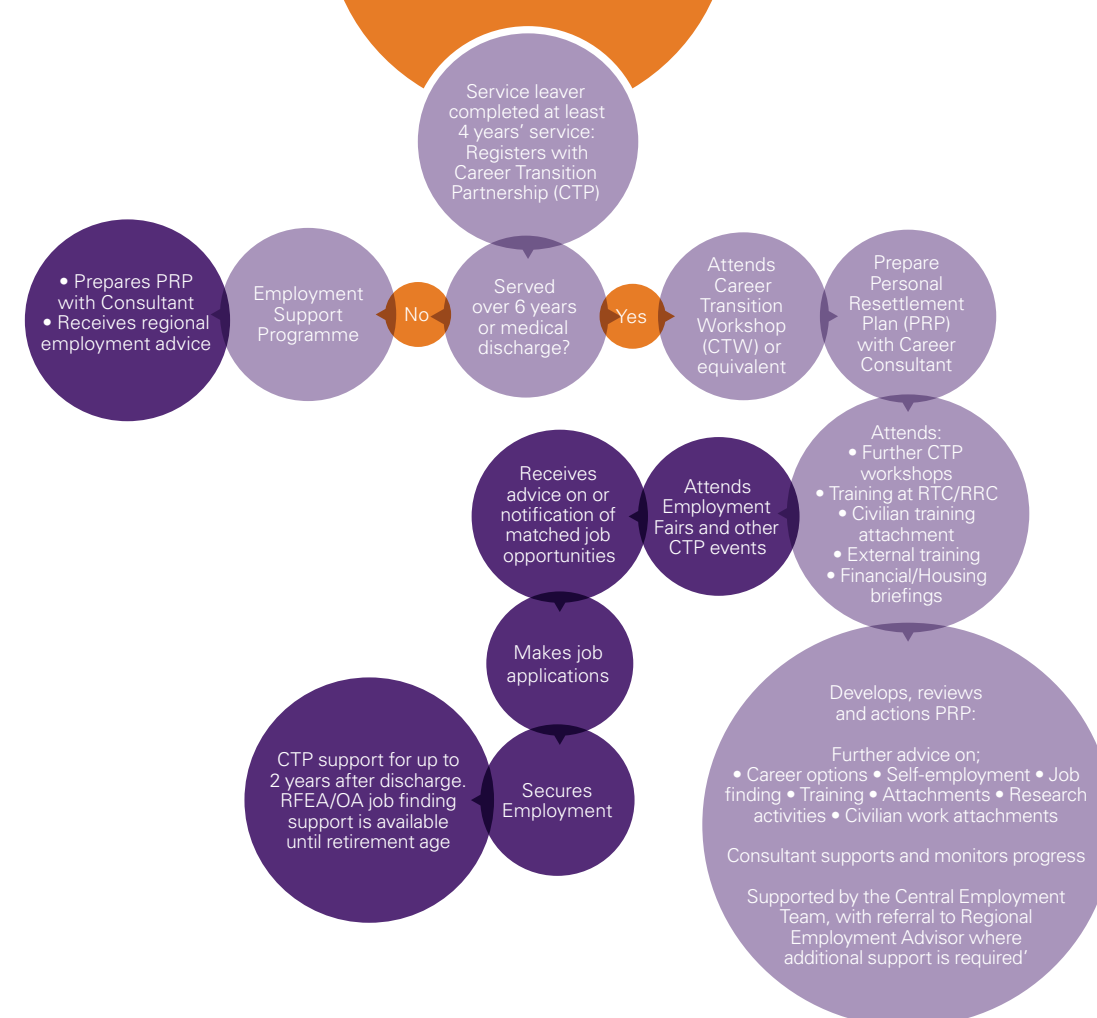 Service leaver
completed at least
4 years’ service:
Registers with
Career Transition
Partnership (CTP)
Served
over 6 years
or medical
discharge?
No
Employment
Support
Programme
• Prepares PRP
with Consultant
• Receives regional
employment advice
Yes
Attends
Career
Transition
Workshop
(CTW) or
equivalent
Prepare
Personal
Resettlement
Plan (PRP)
with Career
Consultant
Attends:
• Further CTP
workshops
• Training at RTC/RRC
• Civilian training
attachment
• External training
• Financial/Housing
briefings
Attends
Employment
Fairs and other
CTP events
Receives
advice on or
notification of
matched job
opportunities
Makes job
applications
Secures
Employment
CTP support for up to
2 years after discharge.
RFEA/OA job finding
support is available
until retirement age
Develops, reviews
and actions PRP:
Further advice on;
• Career options • Self-employment • Job
finding • Training • Attachments • Research
activities • Civilian work attachments
Consultant supports and monitors progress
Supported by the Central Employment
Team, with referral to Regional
Employment Advisor where
additional support is required’